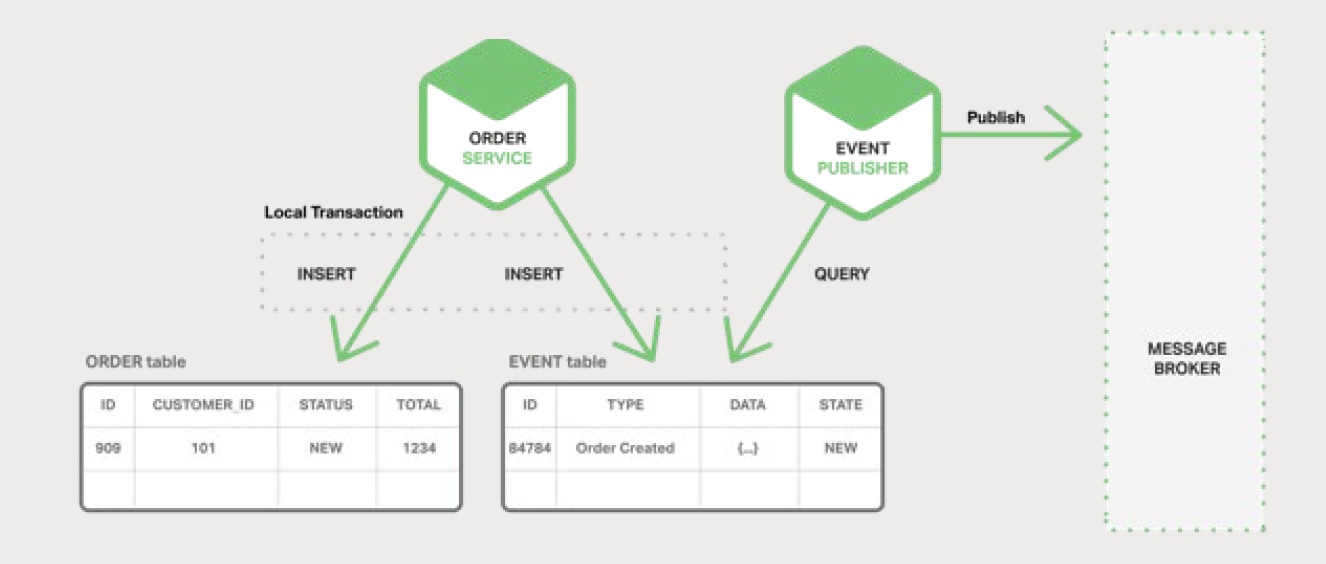 ORDER
SERVICE
EVENT
PUBLISHER
Publish
Local Transaction
INSERT
INSERT
QUERY
MESSAGE
BROKER
ORDER table
ID CUSTOMER_ID STATUS TOTAL
909 101 NEW 1234
EVENT table
ID TYPE DATA STATE
84784 Order Created {...} NEW